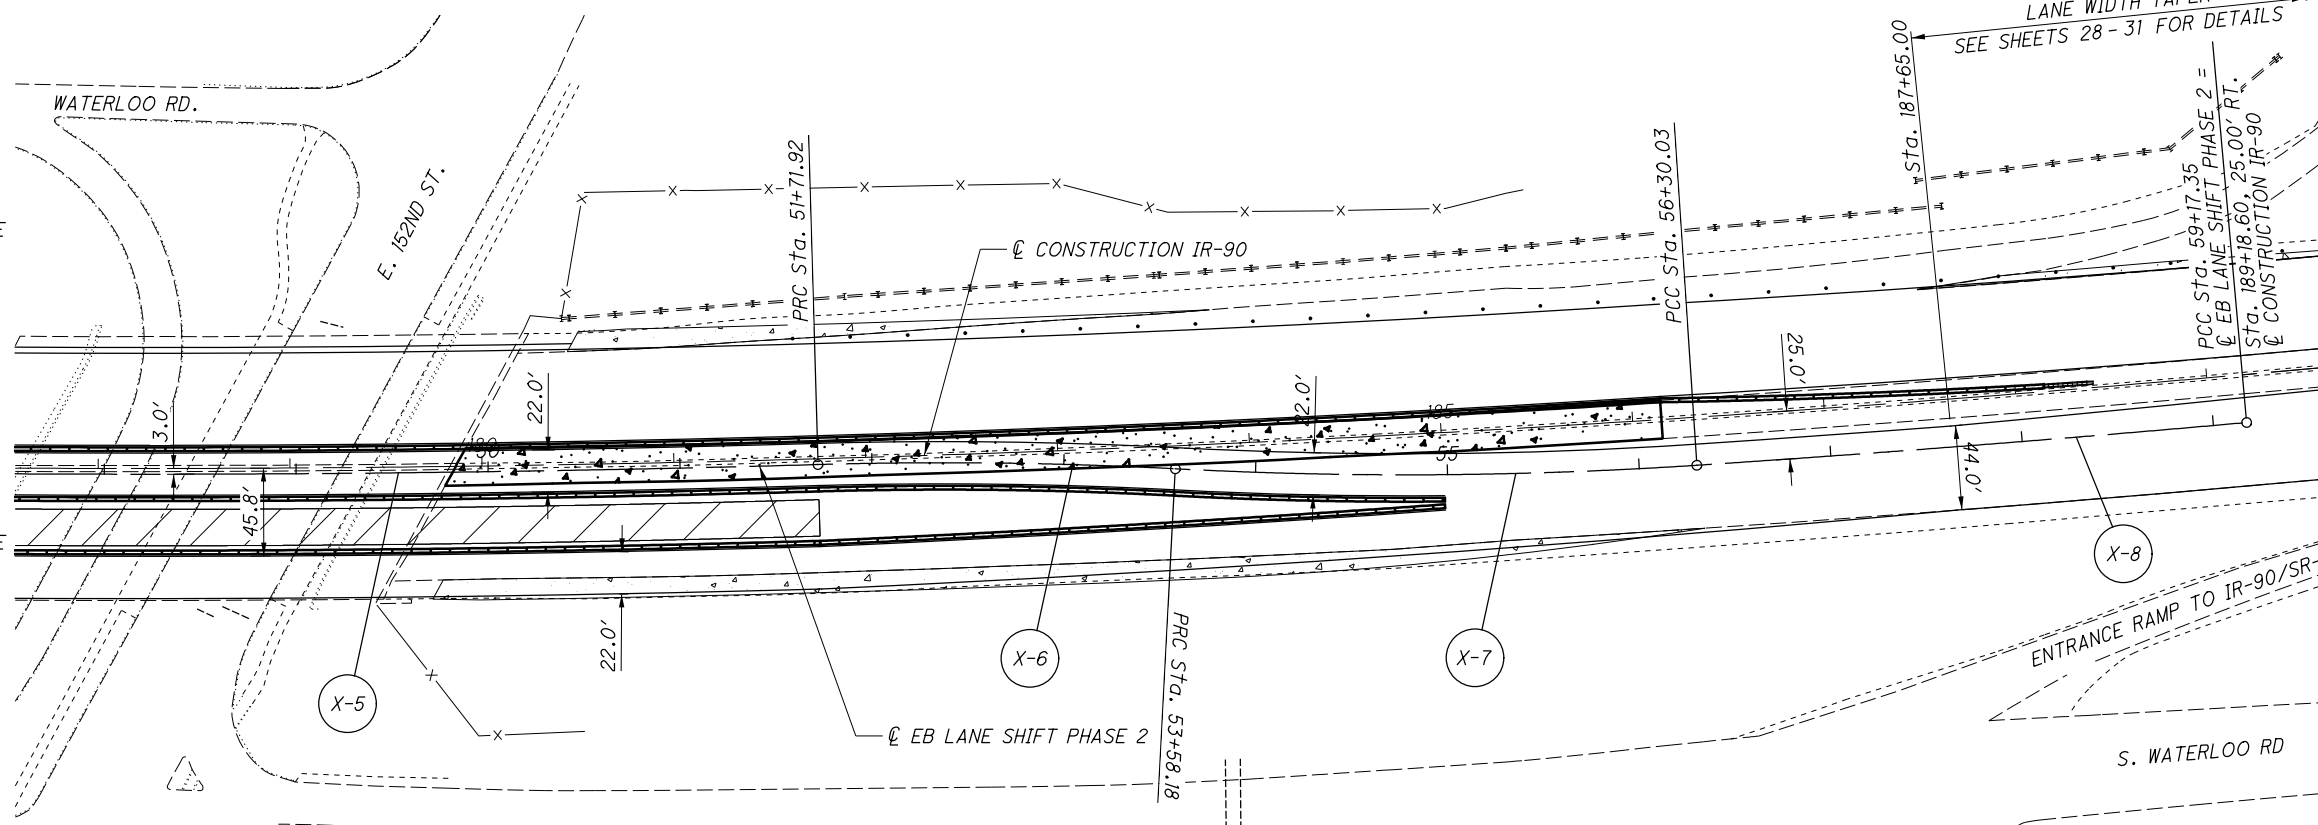 LANE WIDTH TAPER
SEE SHEETS 28-31 FOR DETAILS
Sta. 187+65.00
WATERLOO RD.
E. 152ND ST.
PRC Sta. 51+71.92
PCC Sta. 56+30.03
PCC Sta. 59+17.35
℄ EB LANE SHIFT PHASE 2 =
Sta. 189+18.60, 25.00' RT.
℄ CONSTRUCTION IR-90
℄ CONSTRUCTION IR-90
3.0'
22.0'
22.0'
25.0'
180
185
55
45.8'
44.0'
22.0'
X-5
X-6
X-7
X-8
PRC Sta. 53+58.18
℄ EB LANE SHIFT PHASE 2
ENTRANCE RAMP TO IR-90/SR-
S. WATERLOO RD